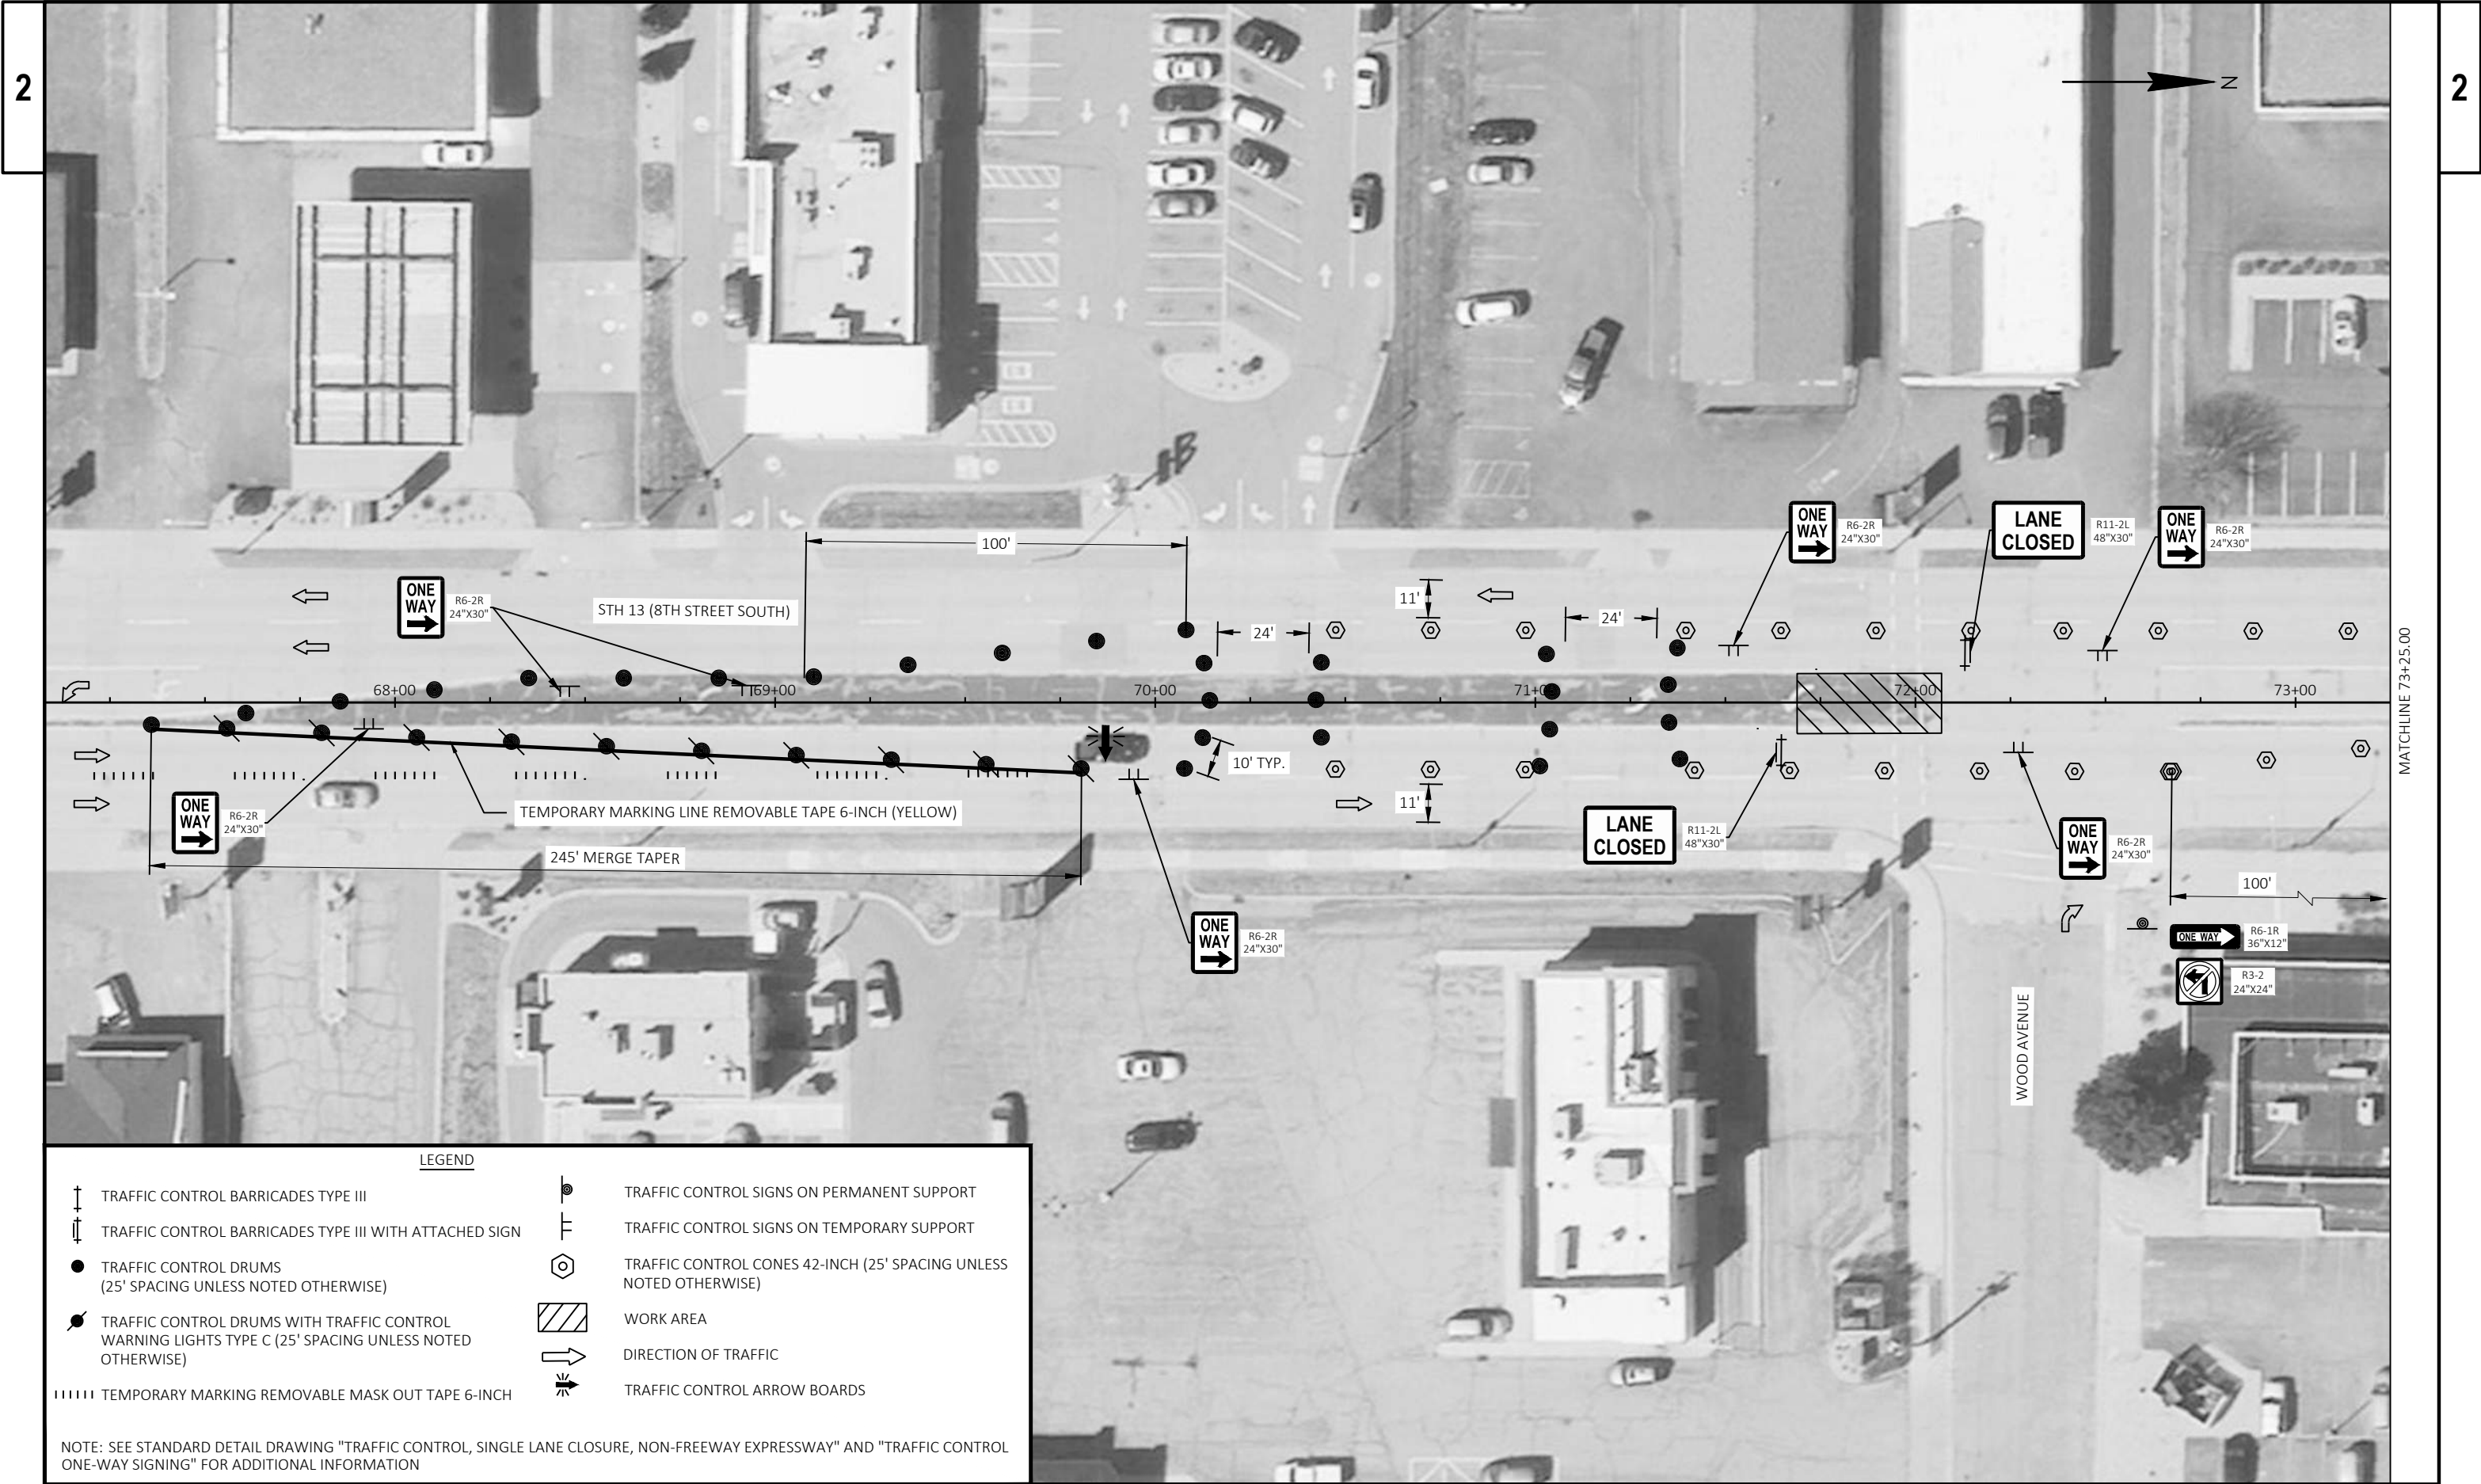 2
2
N
100'
ONE
WAY
R6-2R
24"X30"
LANE
CLOSED
R11-2L
48"X30"
ONE
WAY
R6-2R
24"X30"
ONE
WAY
R6-2R
24"X30"
STH 13 (8TH STREET SOUTH)
11'
24'
24'
68+00
69+00
70+00
71+00
72+00
73+00
MATCHLINE 73+25.00
10' TYP.
ONE
WAY
R6-2R
24"X30"
TEMPORARY MARKING LINE REMOVABLE TAPE 6-INCH (YELLOW)
11'
LANE
CLOSED
R11-2L
48"X30"
ONE
WAY
R6-2R
24"X30"
245' MERGE TAPER
100'
ONE
WAY
R6-2R
24"X30"
ONE WAY
R6-1R
36"X12"
R3-2
24"X24"
WOOD AVENUE
LEGEND
TRAFFIC CONTROL BARRICADES TYPE III
TRAFFIC CONTROL BARRICADES TYPE III WITH ATTACHED SIGN
TRAFFIC CONTROL DRUMS
(25' SPACING UNLESS NOTED OTHERWISE)
TRAFFIC CONTROL DRUMS WITH TRAFFIC CONTROL
WARNING LIGHTS TYPE C (25' SPACING UNLESS NOTED
OTHERWISE)
TEMPORARY MARKING REMOVABLE MASK OUT TAPE 6-INCH
TRAFFIC CONTROL SIGNS ON PERMANENT SUPPORT
TRAFFIC CONTROL SIGNS ON TEMPORARY SUPPORT
TRAFFIC CONTROL CONES 42-INCH (25' SPACING UNLESS
NOTED OTHERWISE)
WORK AREA
DIRECTION OF TRAFFIC
TRAFFIC CONTROL ARROW BOARDS
NOTE: SEE STANDARD DETAIL DRAWING "TRAFFIC CONTROL, SINGLE LANE CLOSURE, NON-FREEWAY EXPRESSWAY" AND "TRAFFIC CONTROL
ONE-WAY SIGNING" FOR ADDITIONAL INFORMATION